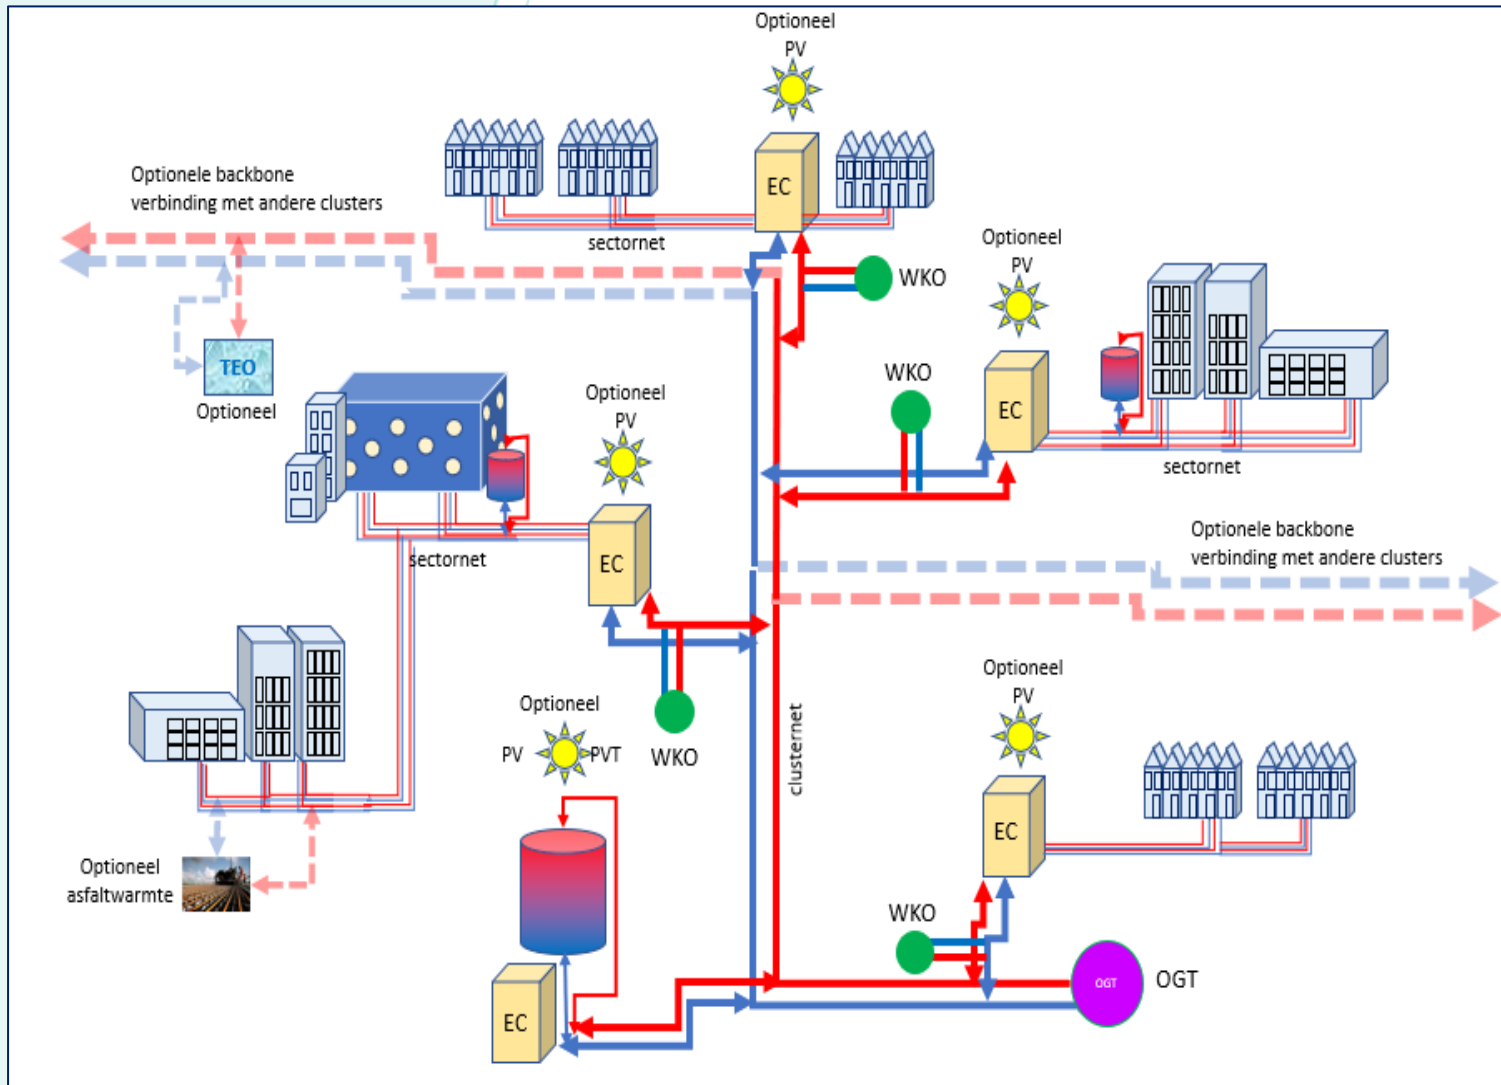 Optioneel
PV
EC
Optionele backbone
verbinding met andere clusters
sectornet
WKO
Optioneel
PV
TEO
Optioneel
WKO
EC
sectornet
Optioneel
PV
EC
sectornet
Optionele backbone
verbinding met andere clusters
WKO
Optioneel
PV
PVT
clusternet
Optioneel
PV
EC
Optioneel
asfaltwarmte
WKO
OGT
OGT
EC